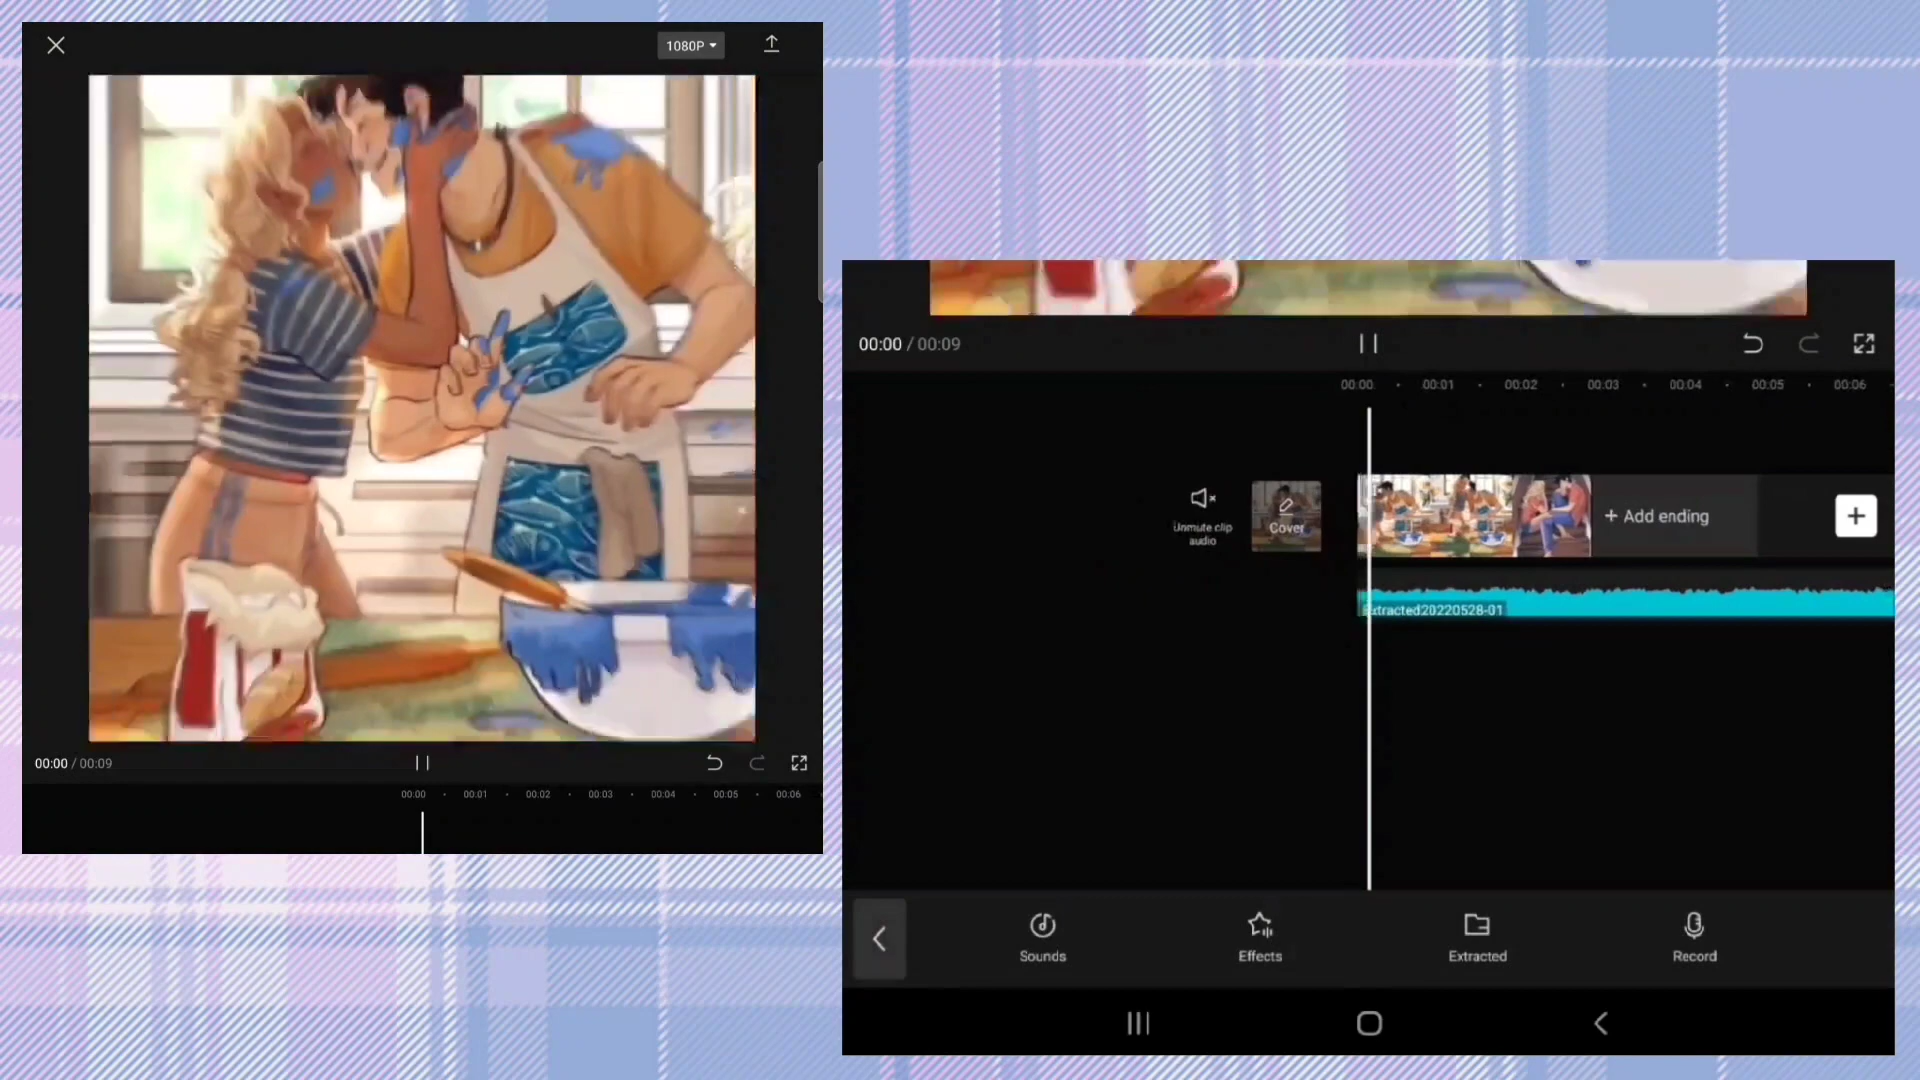 1080P
00:00 / 00:09
00:00 00:01 00:02 00:03 00:04 00:05 00:06
00:00 / 00:09
00:00 00:01 00:02 00:03 00:04 00:05 00:06
Unmute clip
audio
Cover
+ Add ending
Extracted20220528-01
Sounds
Effects
Extracted
Record